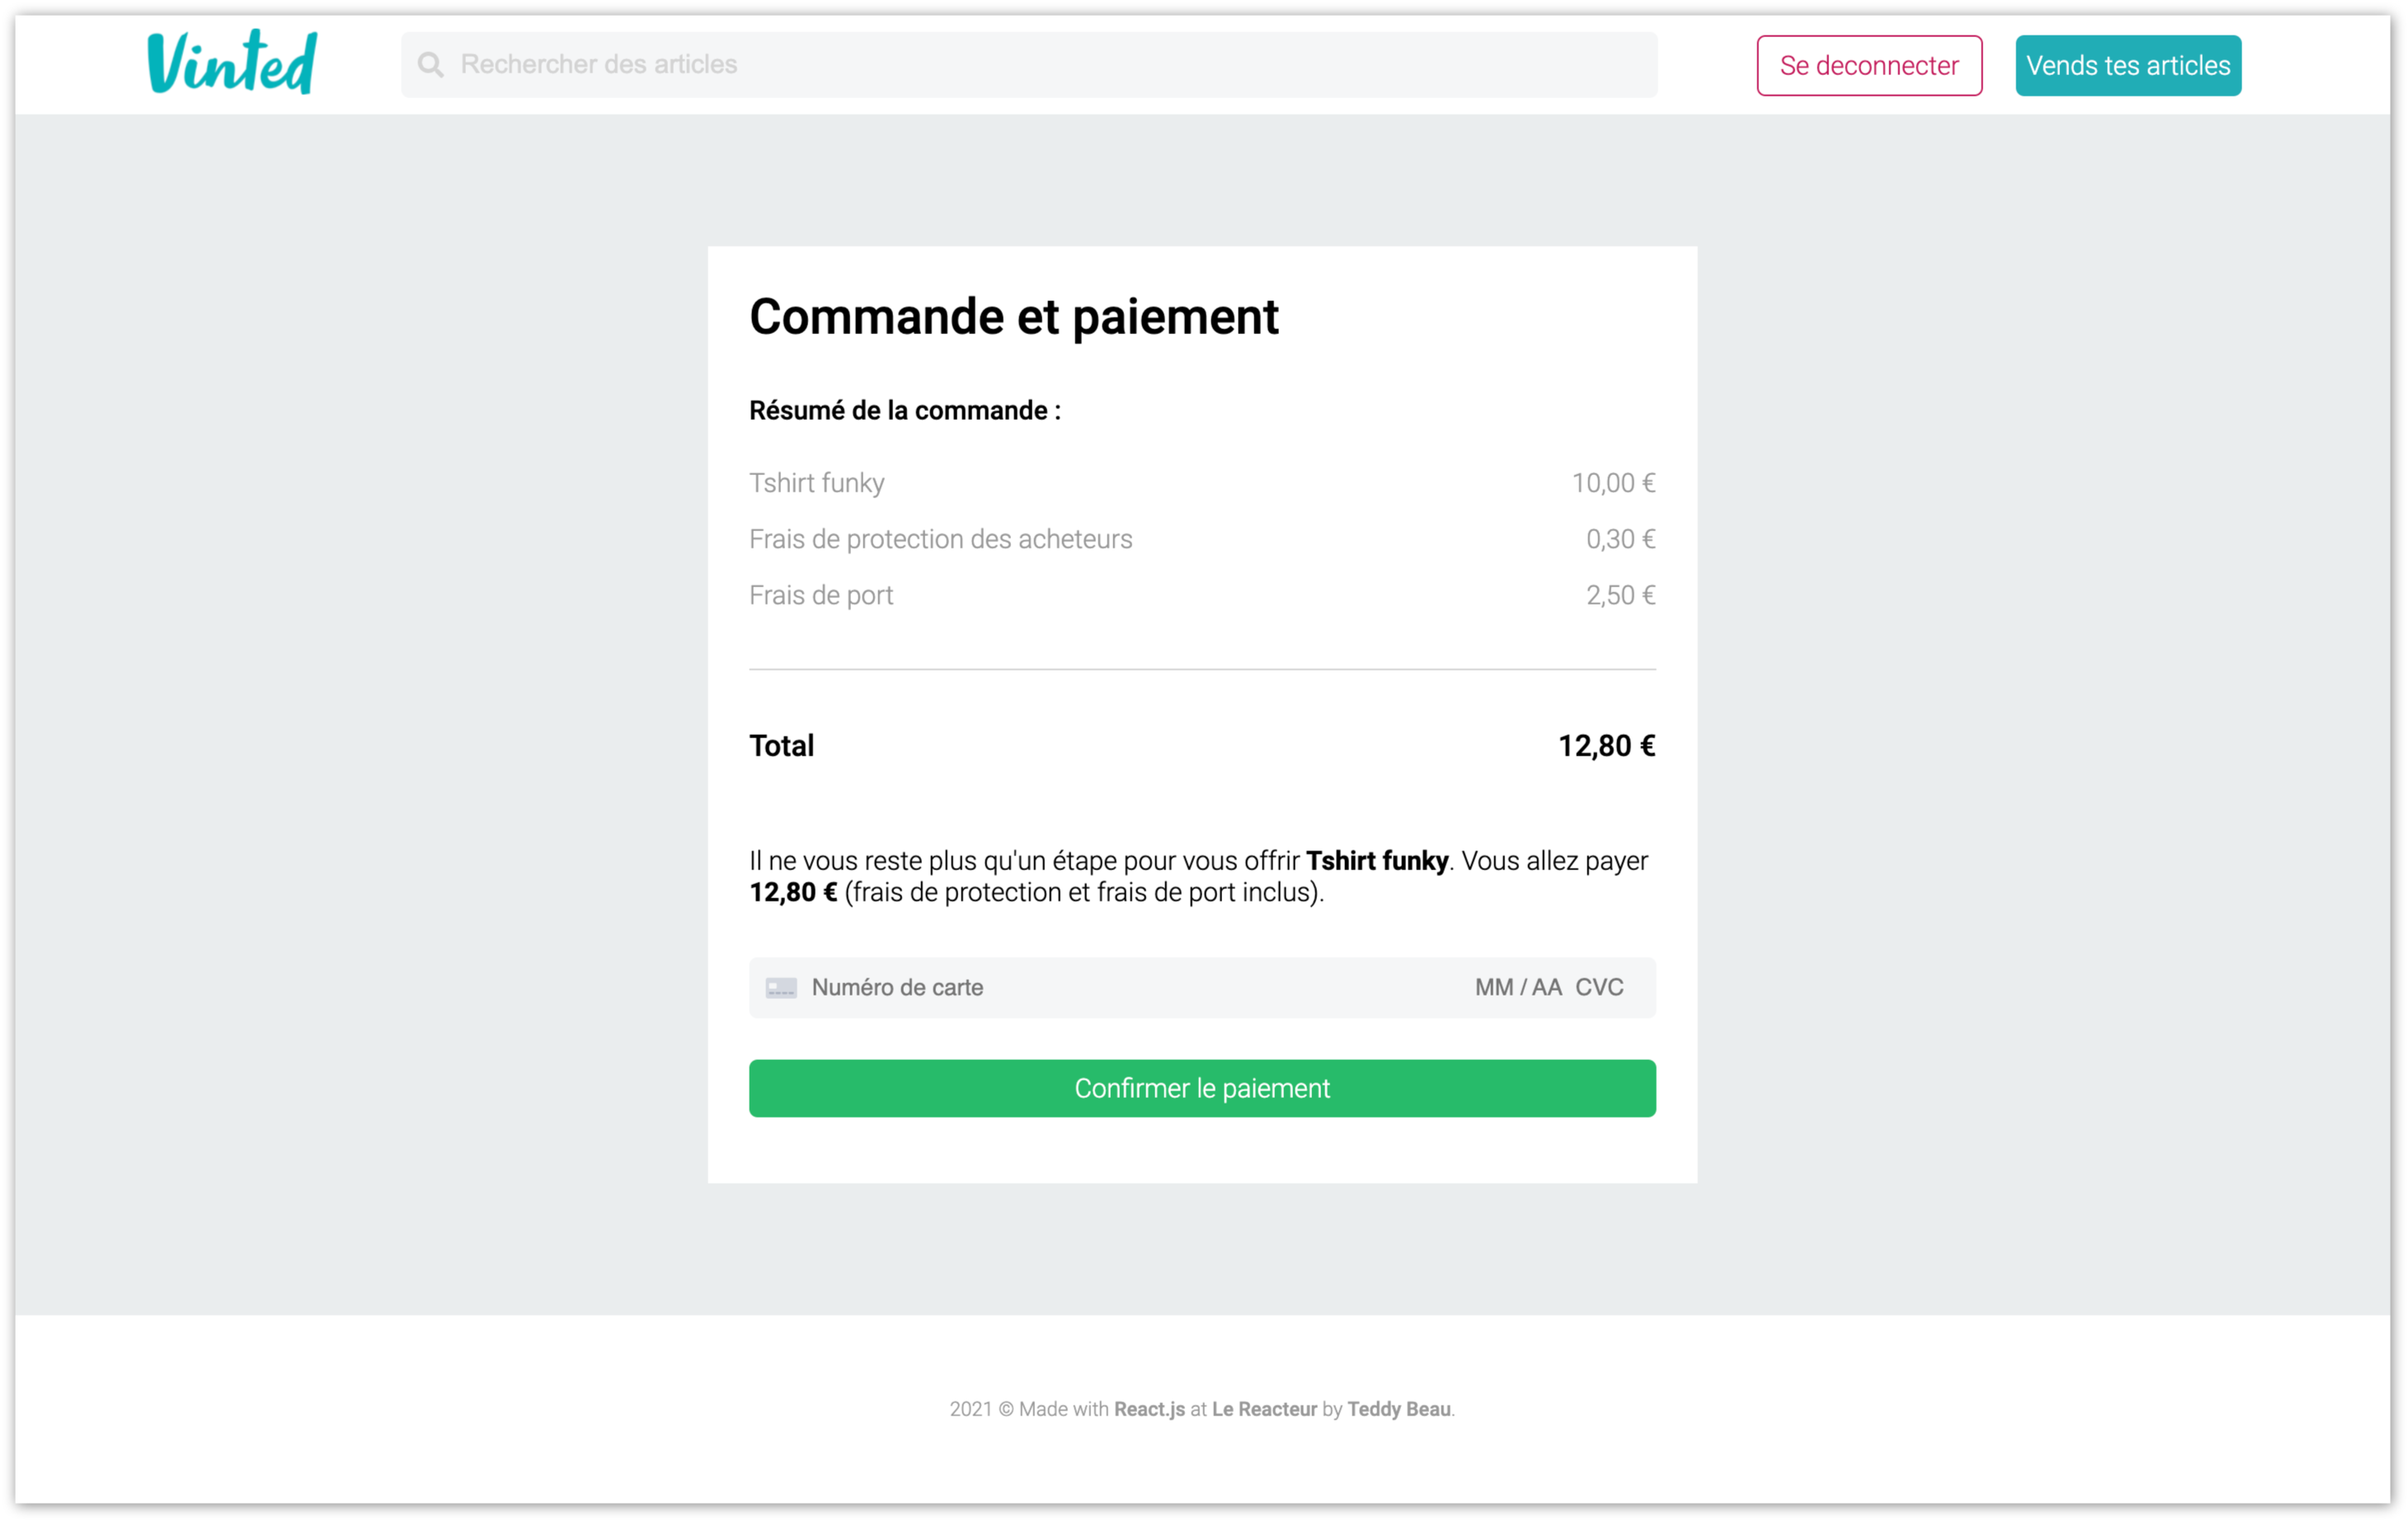 Vinted
Rechercher des articles
Se deconnecter
Vends tes articles
Commande et paiement
Résumé de la commande :
Tshirt funky 10,00 €
Frais de protection des acheteurs 0,30 €
Frais de port 2,50 €
Total 12,80 €
Il ne vous reste plus qu'un étape pour vous offrir Tshirt funky. Vous allez payer
12,80 € (frais de protection et frais de port inclus).
Numéro de carte MM / AA CVC
Confirmer le paiement
2021 © Made with React.js at Le Reacteur by Teddy Beau.